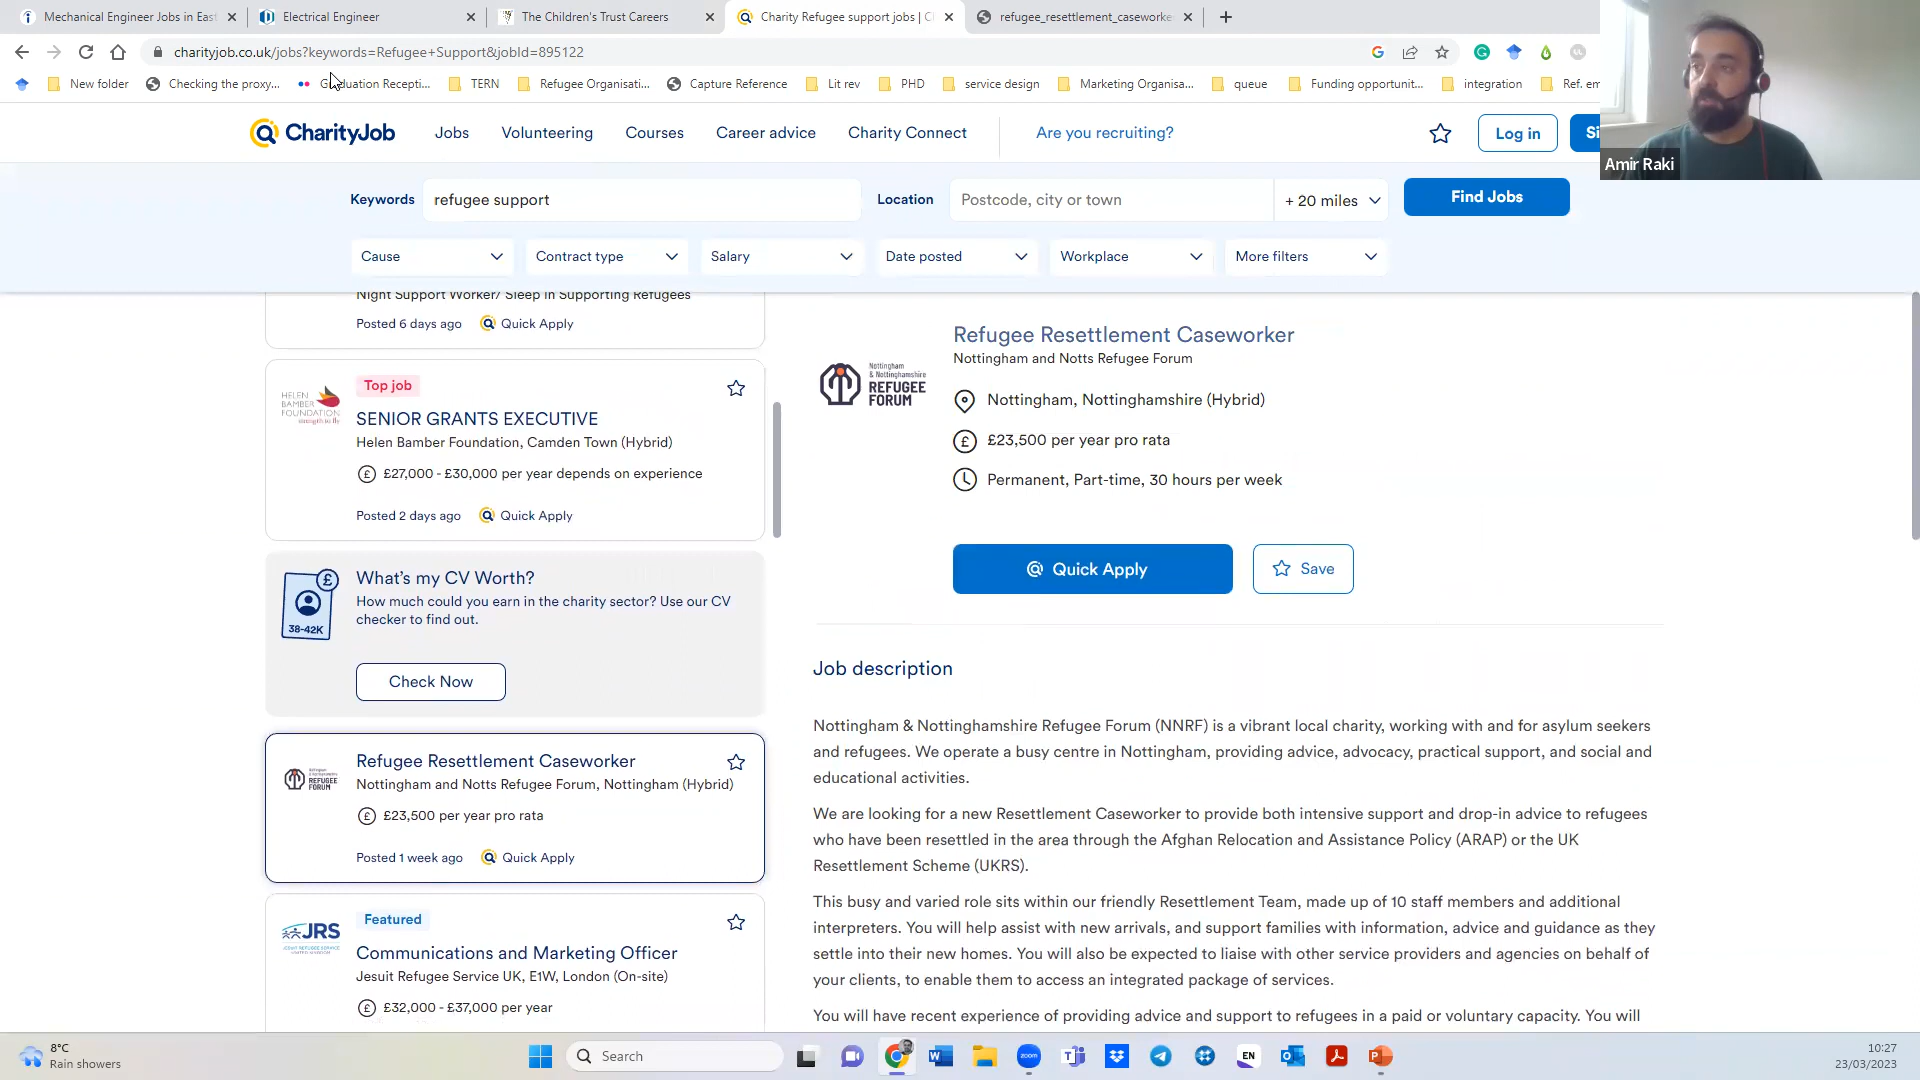 Mechanical Engineer Jobs in East
Electrical Engineer
The Children's Trust Careers
Charity Refugee support jobs | C
refugee_resettlement_caseworke
charityjob.co.uk/jobs?keywords=Refugee+Support&jobId=895122
New folder
Checking the proxy...
Graduation Recepti...
TERN
Refugee Organisati...
Capture Reference
Lit rev
PHD
service design
Marketing Organisa...
queue
Funding opportunit...
integration
Ref. em
CharityJob
Jobs
Volunteering
Courses
Career advice
Charity Connect
Are you recruiting?
Log in
Si
Amir Raki
Keywords
refugee support
Location
Postcode, city or town
+ 20 miles
Find Jobs
Cause
Contract type
Salary
Date posted
Workplace
More filters
Night Support Worker/ Sleep in Supporting Refugees
Posted 6 days ago
Quick Apply
HELEN
BAMBER
FOUNDATION
Top job
SENIOR GRANTS EXECUTIVE
Helen Bamber Foundation, Camden Town (Hybrid)
£27,000 - £30,000 per year depends on experience
Posted 2 days ago
Quick Apply
38-42K
What's my CV Worth?
How much could you earn in the charity sector? Use our CV
checker to find out.
Check Now
REFUGEE
FORUM
Refugee Resettlement Caseworker
Nottingham and Notts Refugee Forum, Nottingham (Hybrid)
£23,500 per year pro rata
Posted 1 week ago
Quick Apply
JRS
Featured
Communications and Marketing Officer
Jesuit Refugee Service UK, E1W, London (On-site)
£32,000 - £37,000 per year
Nottingham
& Nottinghamshire
REFUGEE
FORUM
Refugee Resettlement Caseworker
Nottingham and Notts Refugee Forum
Nottingham, Nottinghamshire (Hybrid)
£23,500 per year pro rata
Permanent, Part-time, 30 hours per week
Quick Apply
Save
Job description
Nottingham & Nottinghamshire Refugee Forum (NNRF) is a vibrant local charity, working with and for asylum seekers
and refugees. We operate a busy centre in Nottingham, providing advice, advocacy, practical support, and social and
educational activities.
We are looking for a new Resettlement Caseworker to provide both intensive support and drop-in advice to refugees
who have been resettled in the area through the Afghan Relocation and Assistance Policy (ARAP) or the UK
Resettlement Scheme (UKRS).
This busy and varied role sits within our friendly Resettlement Team, made up of 10 staff members and additional
interpreters. You will help assist with new arrivals, and support families with information, advice and guidance as they
settle into their new homes. You will also be expected to liaise with other service providers and agencies on behalf of
your clients, to enable them to access an integrated package of services.
You will have recent experience of providing advice and support to refugees in a paid or voluntary capacity. You will
8°C
Rain showers
Search
zoom
EN
10:27
23/03/2023